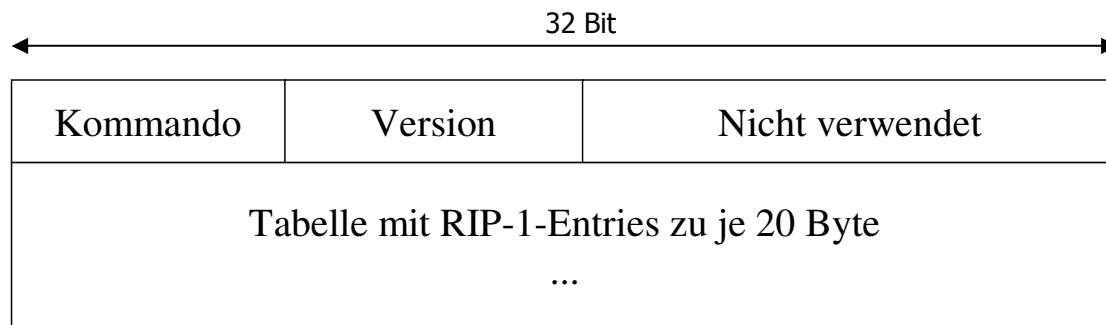 32 Bit
Kommando Version Nicht verwendet
Tabelle mit RIP-1-Entries zu je 20 Byte
...